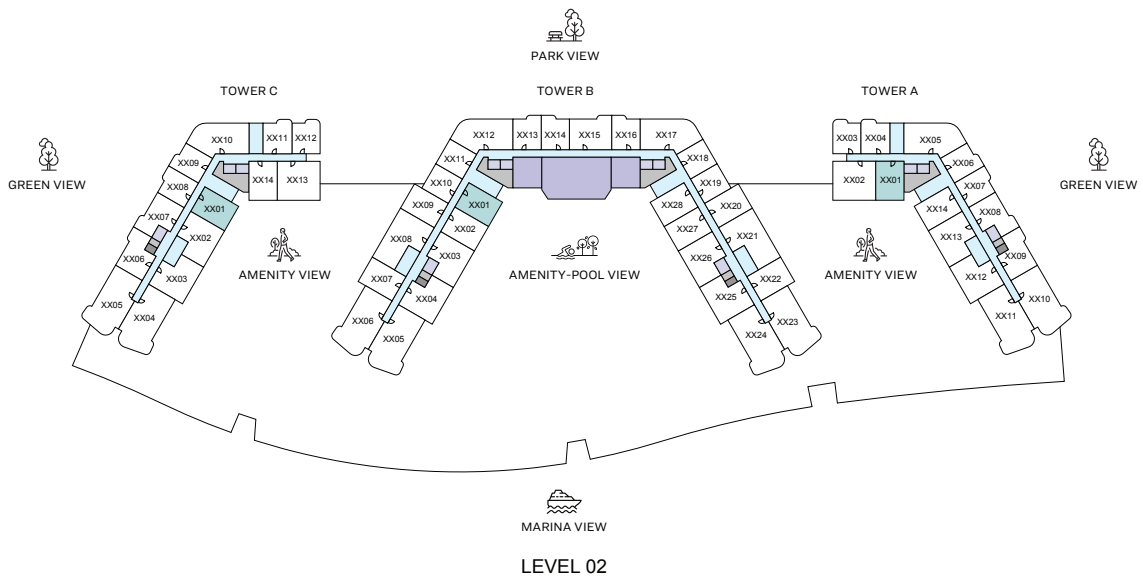 PARK VIEW
TOWER C
TOWER B
TOWER A
GREEN VIEW
GREEN VIEW
XX10
XX11
XX12
XX09
XX08
XX14
XX13
XX07
XX01
XX06
XX02
XX05
XX03
XX04
AMENITY VIEW
XX12
XX13
XX14
XX15
XX16
XX17
XX11
XX18
XX10
XX19
XX09
XX01
XX28
XX20
XX08
XX02
XX27
XX21
XX07
XX03
XX26
XX22
XX06
XX04
XX25
XX23
XX05
XX24
AMENITY-POOL VIEW
XX03
XX04
XX05
XX02
XX01
XX06
XX07
XX14
XX08
XX13
XX09
XX12
XX10
XX11
AMENITY VIEW
MARINA VIEW
LEVEL 02